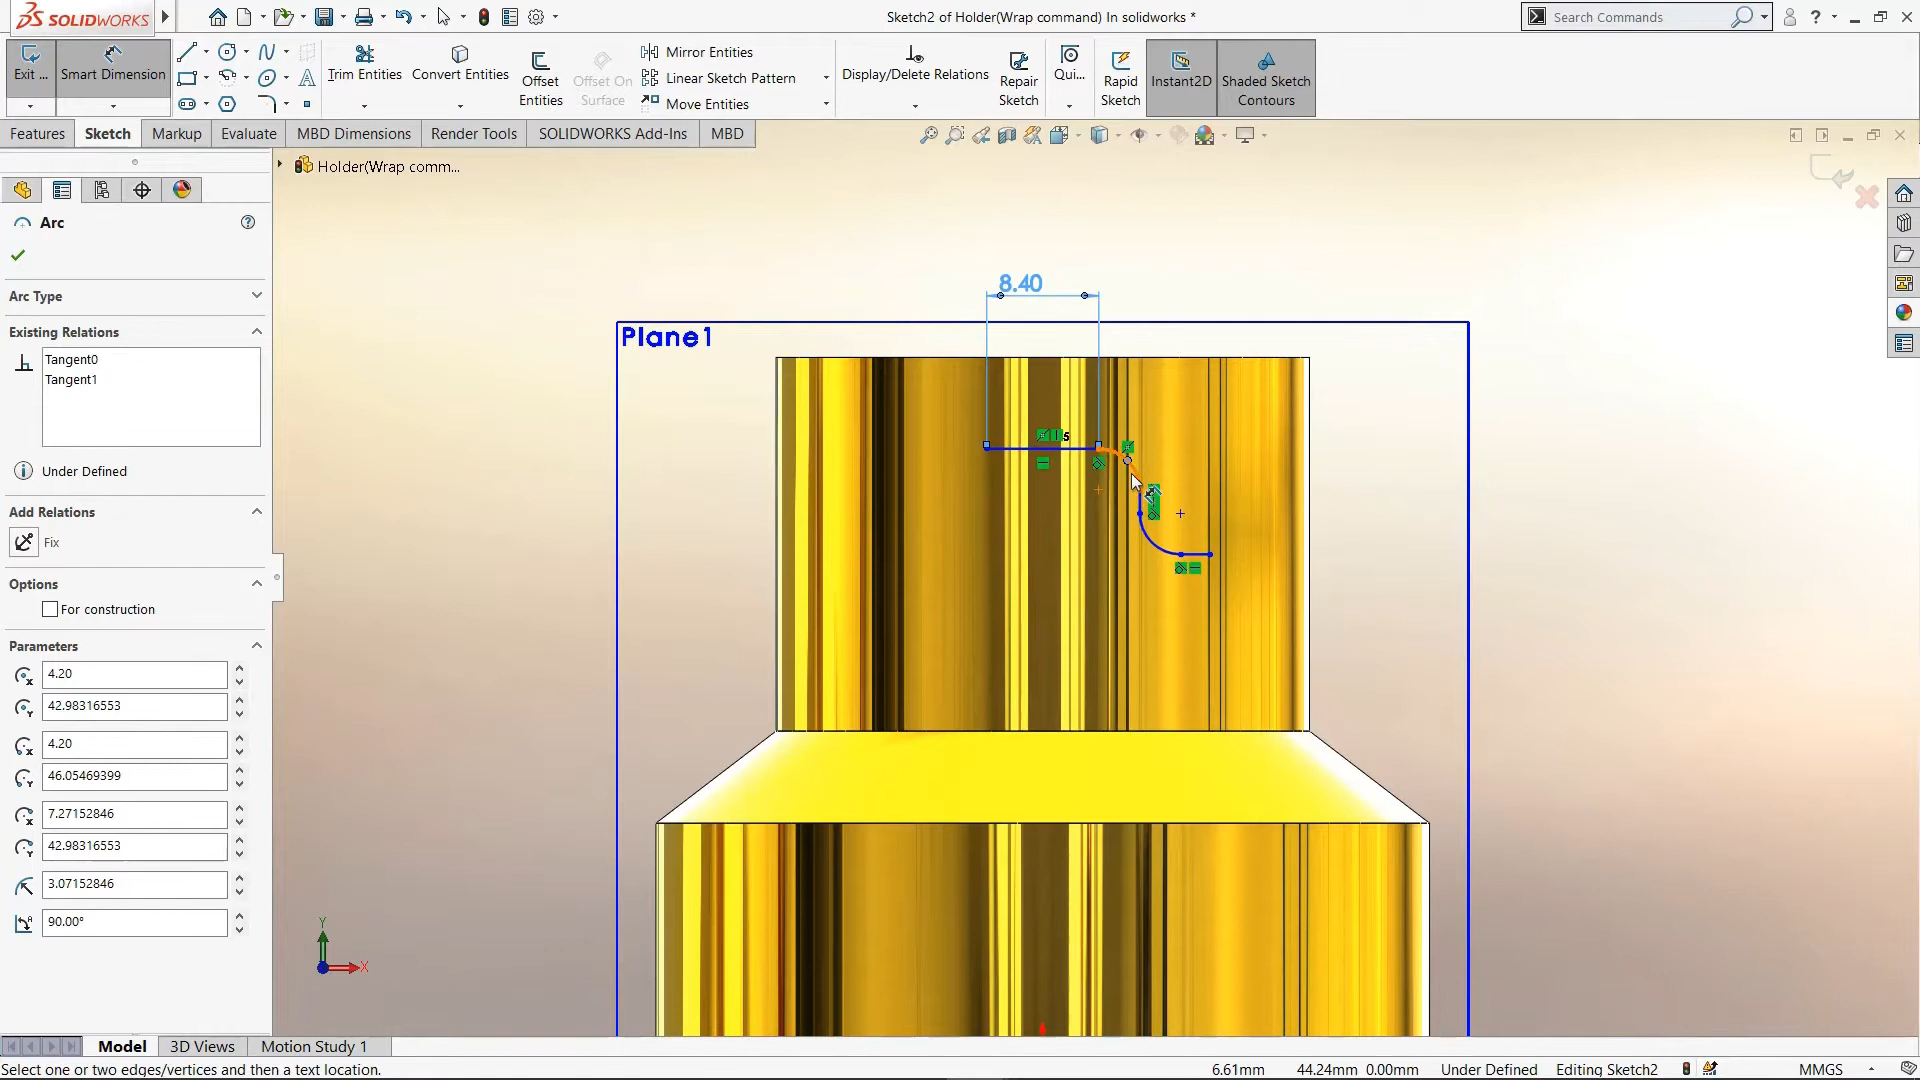 SOLIDWORKS
Sketch2 of Holder(Wrap command) In solidworks *
Search Commands
?
Exit ...
Smart Dimension
Trim Entities
Convert Entities
Offset Entities
Offset On Surface
Mirror Entities
Linear Sketch Pattern
Move Entities
Display/Delete Relations
Repair Sketch
Qui...
Rapid Sketch
Instant2D
Shaded Sketch Contours
Features
Sketch
Markup
Evaluate
MBD Dimensions
Render Tools
SOLIDWORKS Add-Ins
MBD
Holder(Wrap comm...
Arc
Arc Type
Existing Relations
Tangent0
Tangent1
Under Defined
Add Relations
Fix
Options
For construction
Parameters
4.20
42.98316553
4.20
46.05469399
7.27152846
42.98316553
3.07152846
90.00°
8.40
Plane1
5
Y
X
Model
3D Views
Motion Study 1
Select one or two edges/vertices and then a text location.
6.61mm
44.24mm 0.00mm
Under Defined
Editing Sketch2
MMGS